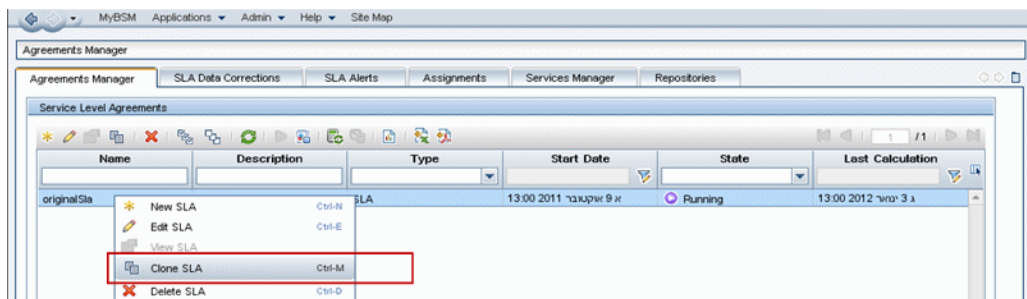 MyBSM Applications Admin Help Site Map
Agreements Manager
Agreements Manager SLA Data Corrections SLA Alerts Assignments Services Manager Repositories
Service Level Agreements
1 /1
Name Description Type Start Date State Last Calculation
originalSla SLA א 9 אוקטובר 2011 13:00 Running ג 3 ינואר 2012 13:00
New SLA Ctrl-N
Edit SLA Ctrl-E
View SLA
Clone SLA Ctrl-M
Delete SLA Ctrl-D